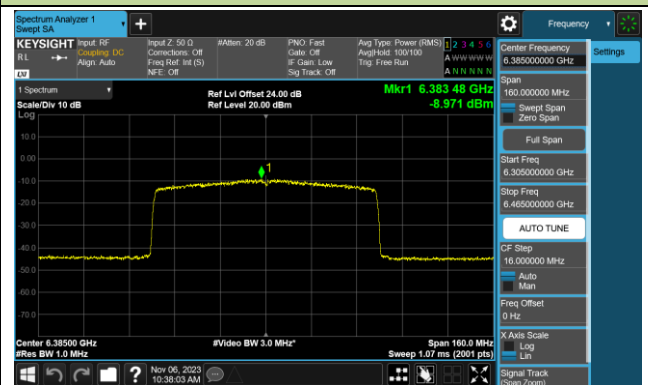 Spectrum Analyzer 1
Swept SA
Frequency
KEYSIGHT
RL
LXI
Input: RF
Coupling: DC
Align: Auto
Input Z: 50 Ω
Corrections: Off
Freq Ref: Int (S)
NFE: Off
#Atten: 20 dB
PNO: Fast
Gate: Off
IF Gain: Low
Sig Track: Off
Avg Type: Power (RMS)
Avg|Hold: 100/100
Trig: Free Run
1 2 3 4 5 6
A W W W W W
A N N N N N
1 Spectrum
Scale/Div 10 dB
Log
Ref Lvl Offset 24.00 dB
Ref Level 20.00 dBm
Mkr1 6.383 48 GHz
-8.971 dBm
10.0
0.00
-10.0
-20.0
-30.0
-40.0
-50.0
-60.0
-70.0
1
Center 6.38500 GHz
#Res BW 1.0 MHz
#Video BW 3.0 MHz*
Span 160.0 MHz
Sweep 1.07 ms (2001 pts)
Nov 06, 2023
10:38:03 AM
Center Frequency
6.385000000 GHz
Settings
Span
160.000000 MHz
Swept Span
Zero Span
Full Span
Start Freq
6.305000000 GHz
Stop Freq
6.465000000 GHz
AUTO TUNE
CF Step
16.000000 MHz
Auto
Man
Freq Offset
0 Hz
X Axis Scale
Log
Lin
Signal Track
(Span Zoom)